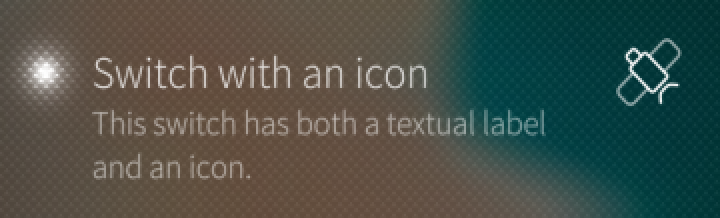 Switch with an icon
This switch has both a textual label
and an icon.